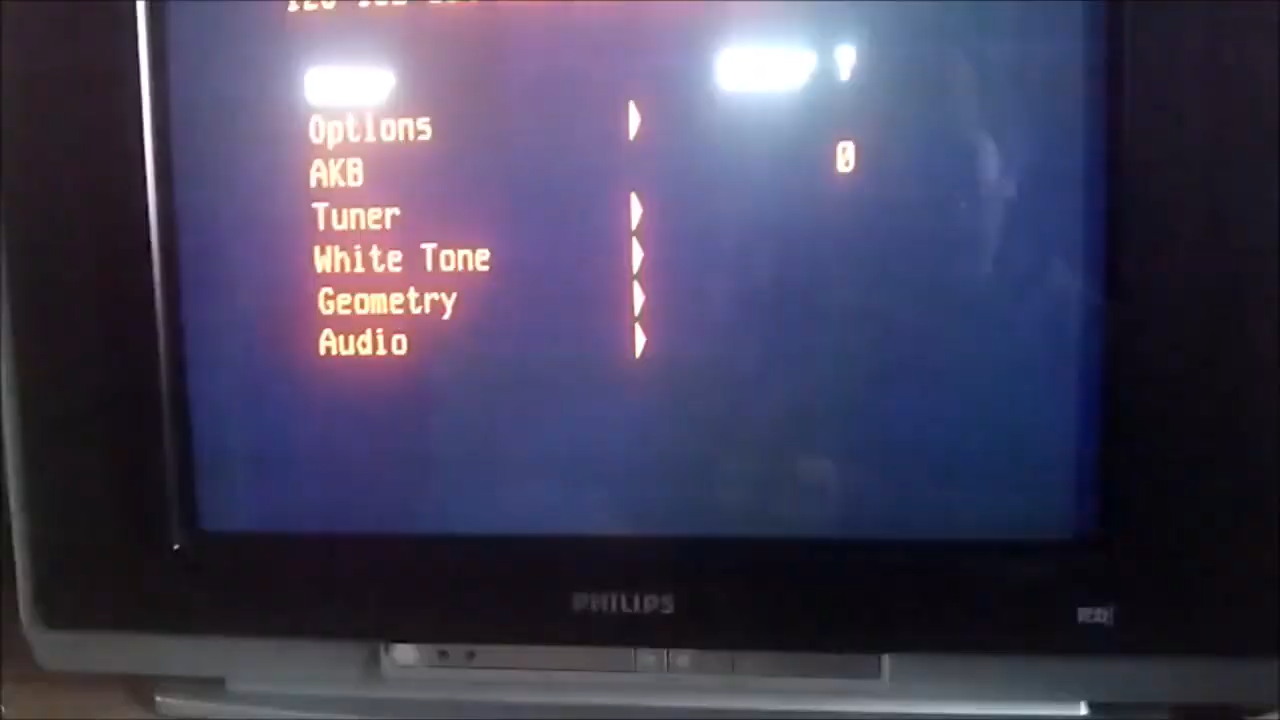 Options
AKB 0
Tuner
White Tone
Geometry
Audio
PHILIPS